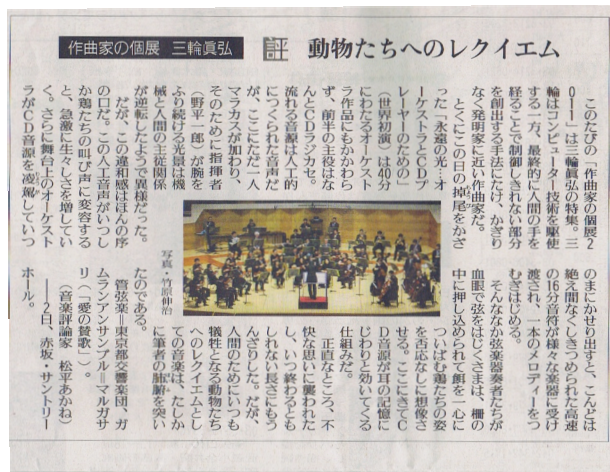 評 動物たちへのレクイエム
作曲家の個展 三輪眞弘
このたびの「作曲家の個展2
011」は三輪眞弘の特集。三
輪はコンピューター技術を駆使
する一方、最終的に人間の手を
経ることで制御しきれない部分
を創出する手法にたけ、かぎり
なく発明家に近い作曲家だ。
とくにこの日の掉尾をかざ
った「永遠の光…オ
ーケストラとCDプ
レーヤーのための」
(世界初演)は40分
にわたるオーケスト
ラ作品にもかかわら
ず、前半の主役はな
んとCDラジカセ。
流れる音源は人工的
につくられた音声だ
が、ここにただ一人
マラカスが加わり、
そのために指揮者
(野平一郎)が腕を
ふり続ける光景は機
械と人間の主従関係
が逆転したようで異様だった。
だが、この違和感はほんの序
の口だ。この人工音声がいつし
か鶏たちの叫び声に変容する
と、急激に生々しさを増してい
く。さらに舞台上のオーケスト
ラがCD音源を凌駕していつ
のまにかせり出すと、こんどは
絶え間なくしきつめられた高速
の16分音符が様々な楽器に受け
渡され、一本のメロディーをつ
むぎはじめる。
そんななか弦楽器奏者たちが
血眼で弦をはじくさまは、柵の
中に押し込められて餌を一心に
ついばむ鶏たちの姿
を否応なしに想像さ
せる。ここにきてC
D音源が耳の記憶に
じわりと効いてくる
仕組みだ。
正直なところ、不
快な思いに襲われた
し、いつ終わるとも
しれない長さにもう
んざりした。だが、
人間のためにいつも
犠牲となる動物たち
へのレクイエムとし
ての音楽は、たしか
に筆者の肺腑を突い
たのである。
管弦楽=東京都交響楽団、ガ
ムランアンサンブル=マルガサ
リ(「愛の賛歌」)。
(音楽評論家 松平あかね)
――2日、赤坂・サントリー
ホール。
写真・竹原伸治